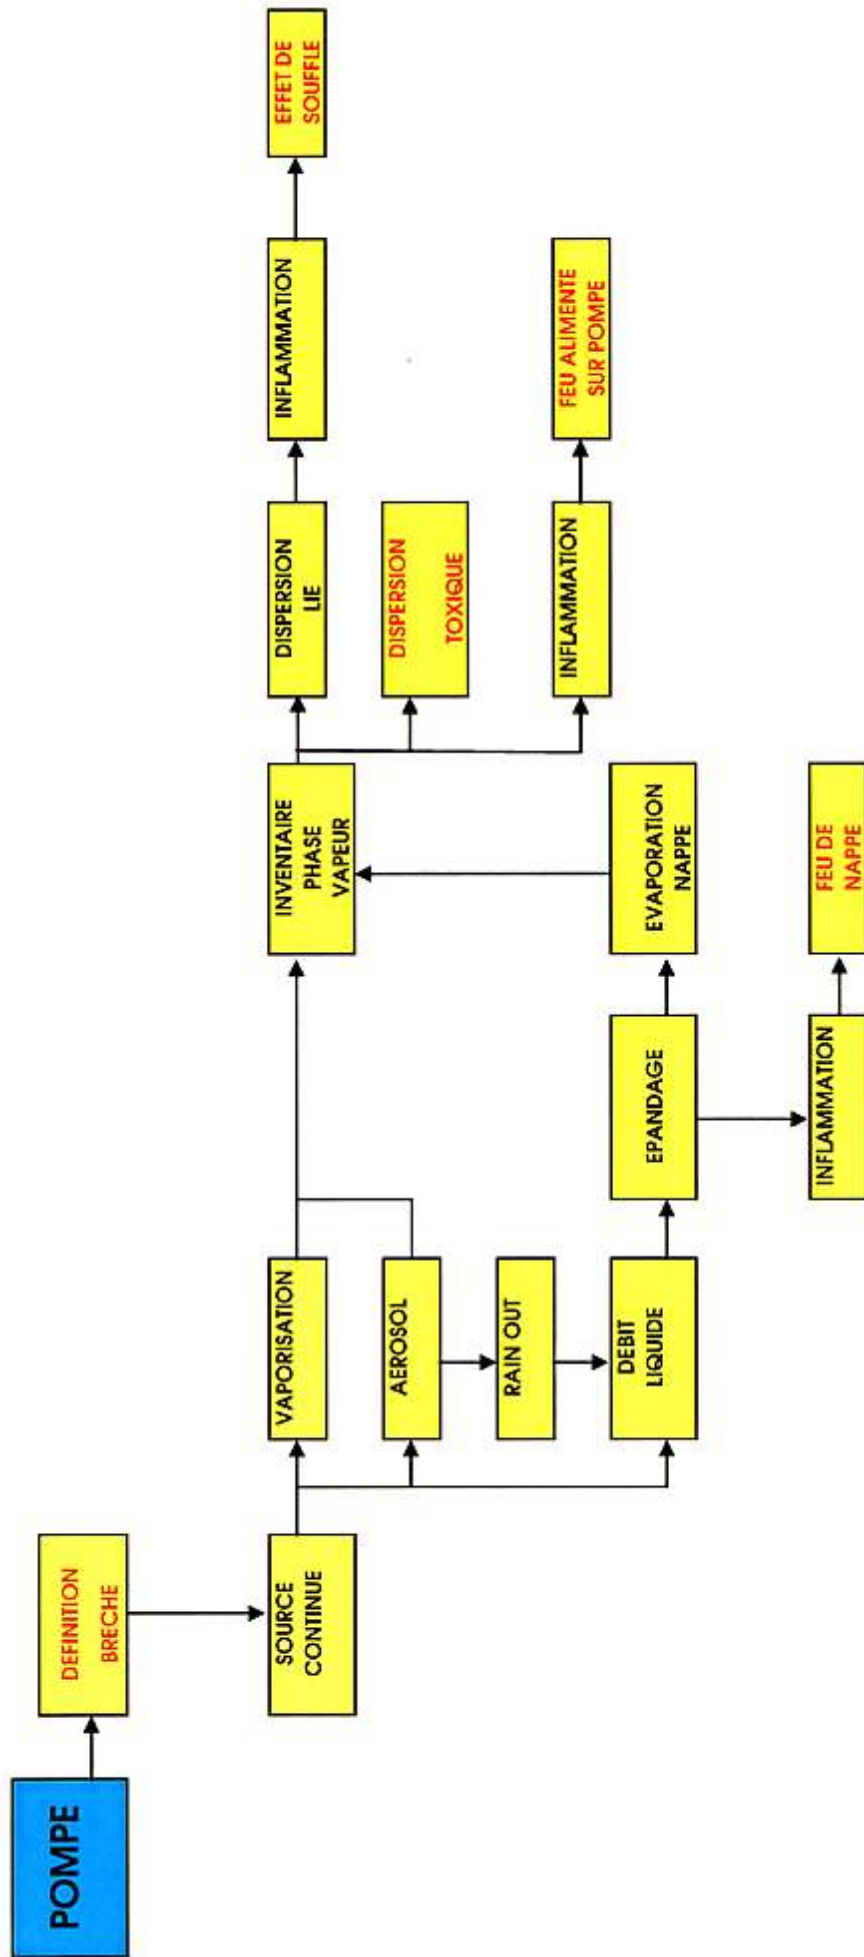 POMPE
DEFINITION
BRECHE
SOURCE
CONTINUE
VAPORISATION
AEROSOL
RAIN OUT
DEBIT
LIQUIDE
EPANDAGE
INFLAMMATION
FEU DE
NAPPE
EVAPORATION
NAPPE
INVENTAIRE
PHASE
VAPEUR
DISPERSION
LIE
DISPERSION
TOXIQUE
INFLAMMATION
INFLAMMATION
EFFET DE
SOUFFLE
FEU ALIMENTE
SUR POMPE